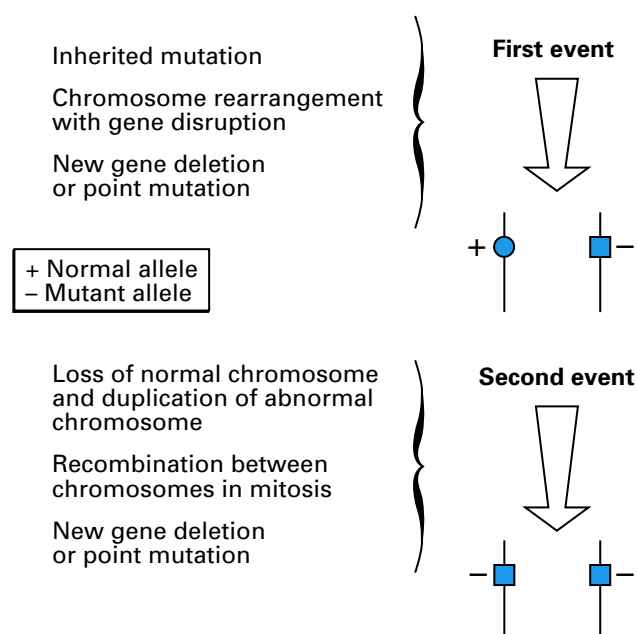 Inherited mutation
Chromosome rearrangement
with gene disruption
New gene deletion
or point mutation
First event
+ –
+ Normal allele
– Mutant allele
Loss of normal chromosome
and duplication of abnormal
chromosome
Recombination between
chromosomes in mitosis
New gene deletion
or point mutation
Second event
– –